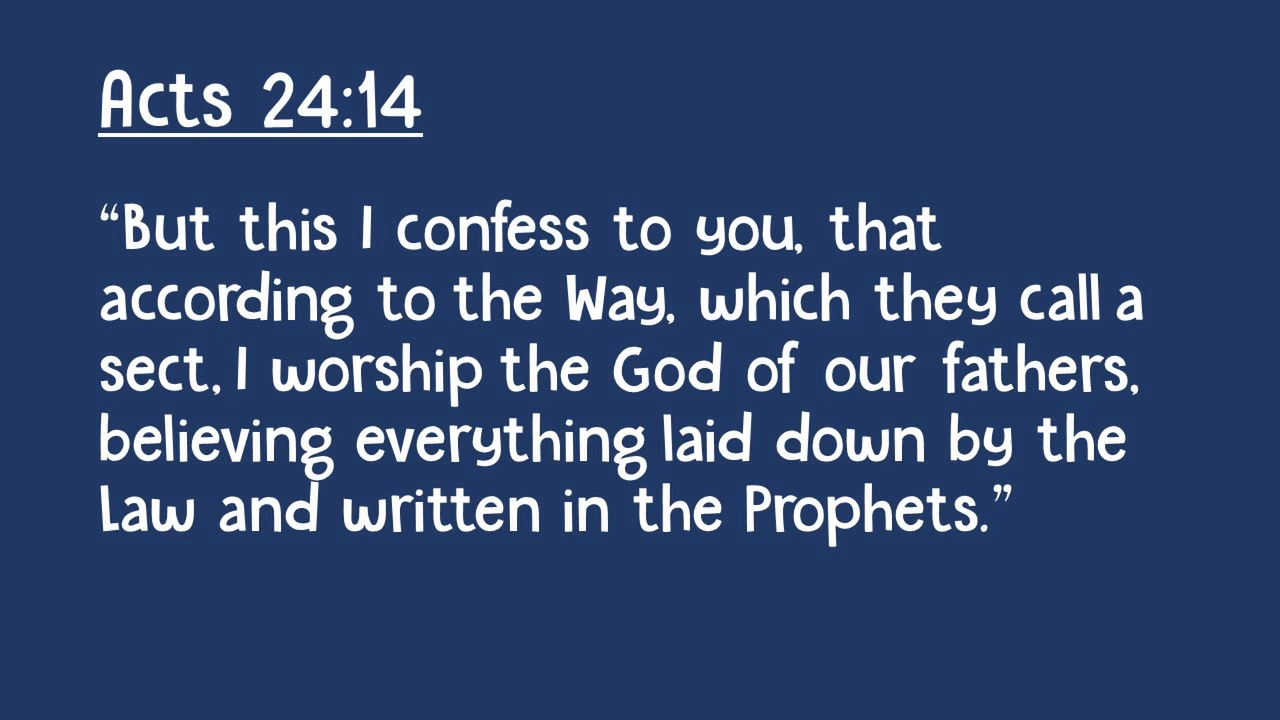 Acts 24:14
“But this I confess to you, that
according to the Way, which they call a
sect, I worship the God of our fathers,
believing everything laid down by the
Law and written in the Prophets.”